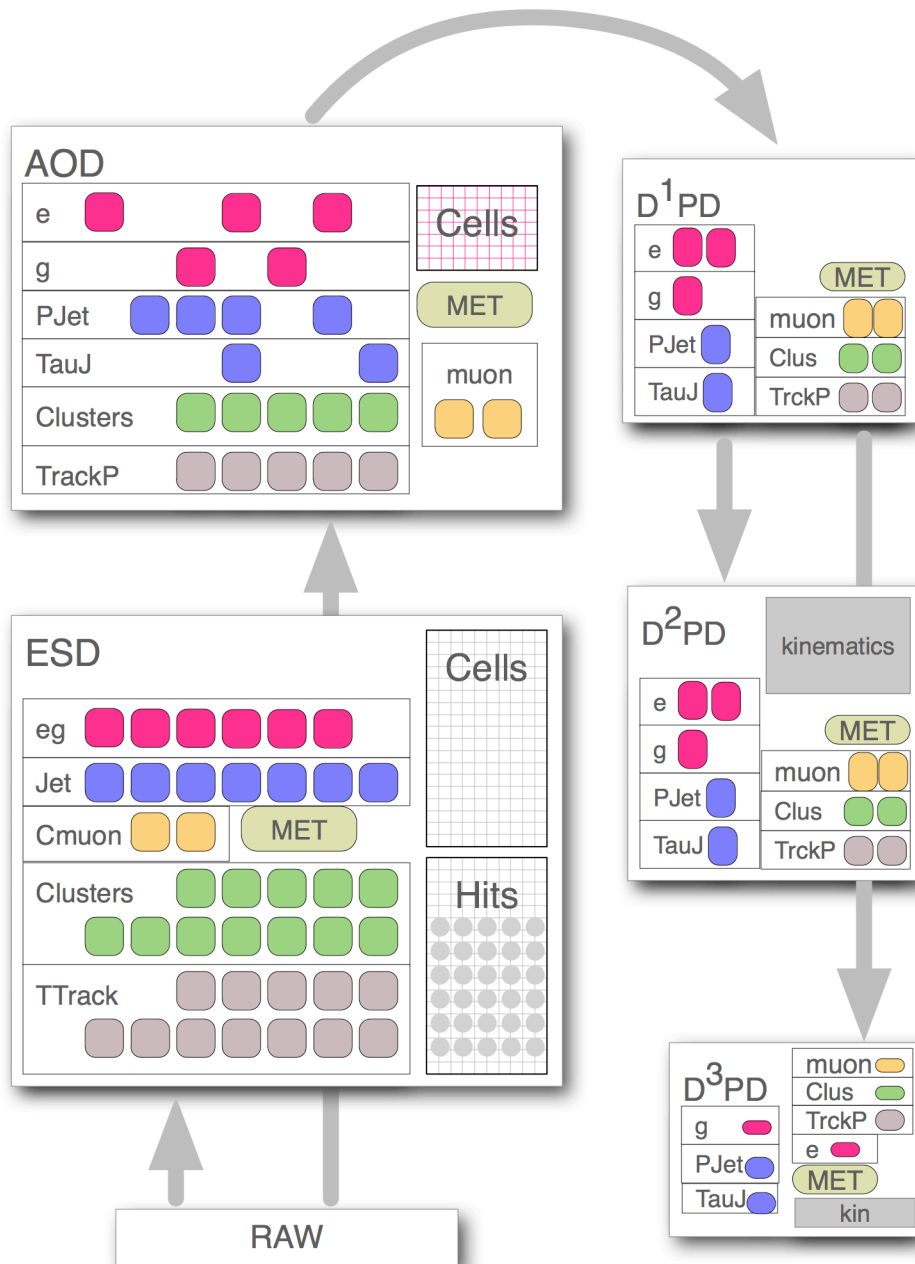 AOD
e
g
PJet
TauJ
Clusters
TrackP
Cells
MET
muon
D¹PD
e
g
PJet
TauJ
MET
muon
Clus
TrckP
ESD
eg
Jet
Cmuon
MET
Clusters
TTrack
Cells
Hits
D²PD
kinematics
e
g
PJet
TauJ
MET
muon
Clus
TrckP
D³PD
g
PJet
TauJ
muon
Clus
TrckP
e
MET
kin
RAW